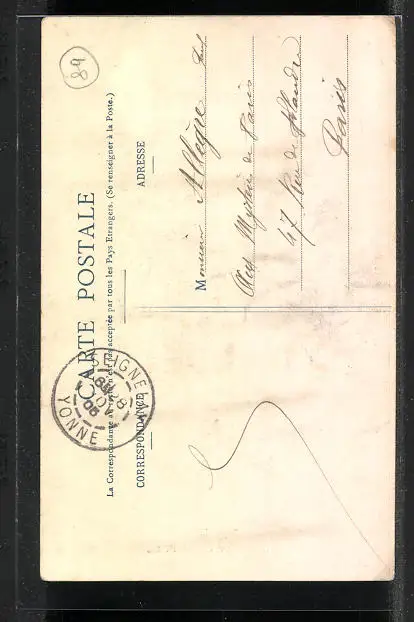 89
CARTE POSTALE
La Correspondance au recto n'est pas acceptée par tous les Pays Etrangers. (Se renseigner à la Poste.)
CORRESPONDANCE
ADRESSE
YONNE
Monsieur Allègre
Aux Mystères de Paris
47 Rue de Flandre
Paris